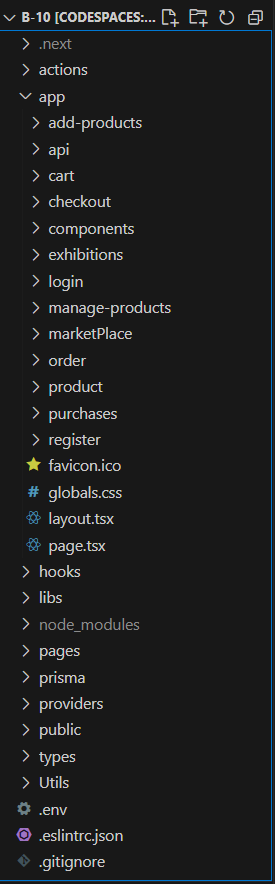 B-10 [CODESPACES:...
.next
actions
app
add-products
api
cart
checkout
components
exhibitions
login
manage-products
marketPlace
order
product
purchases
register
favicon.ico
# globals.css
layout.tsx
page.tsx
hooks
libs
node_modules
pages
prisma
providers
public
types
Utils
.env
.eslintrc.json
.gitignore